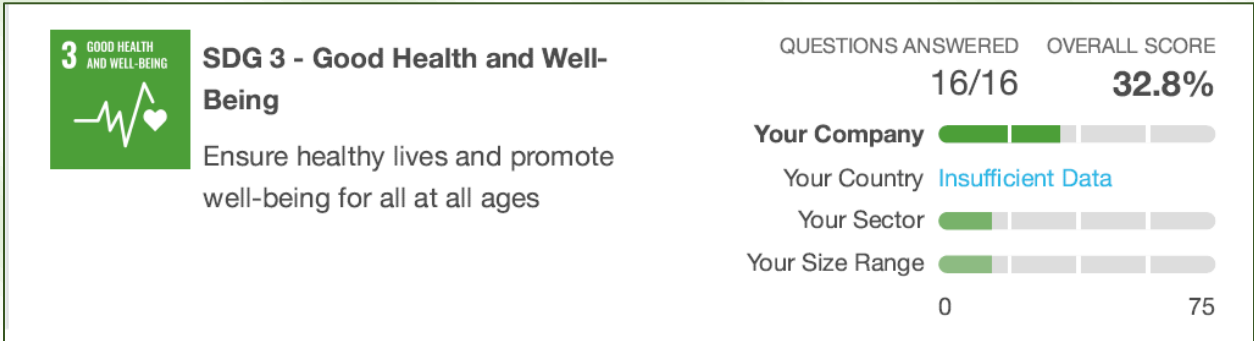 3 GOOD HEALTH
AND WELL-BEING
SDG 3 - Good Health and Well-
Being
Ensure healthy lives and promote
well-being for all at all ages
QUESTIONS ANSWERED OVERALL SCORE
16/16 32.8%
Your Company
Your Country Insufficient Data
Your Sector
Your Size Range
0 75